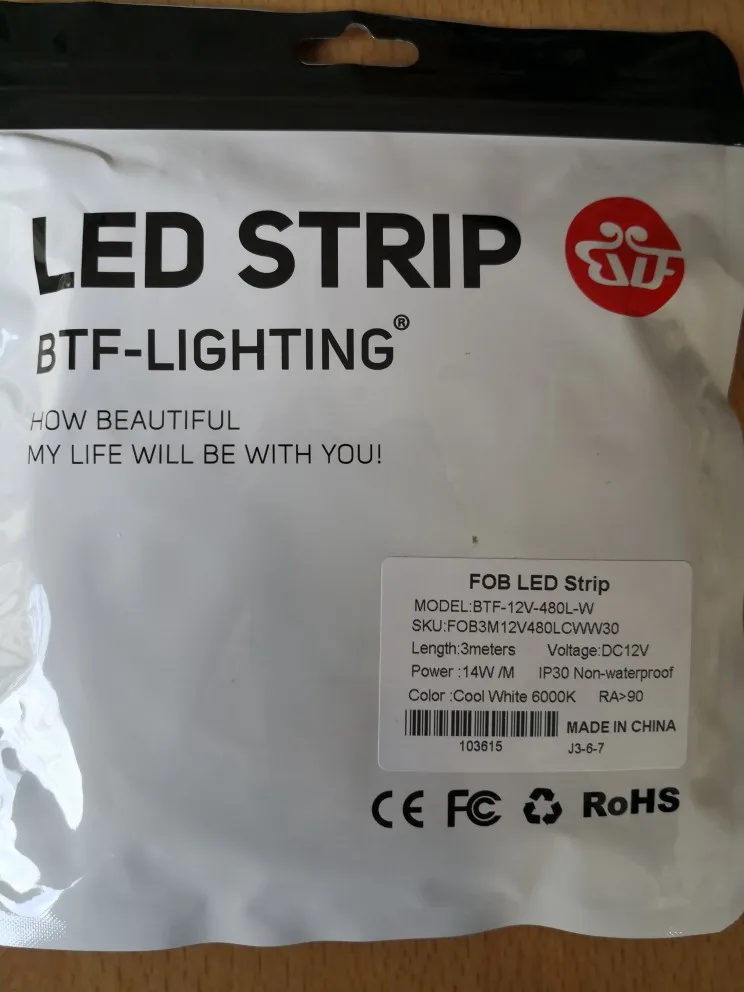 LED STRIP
BTF
BTF-LIGHTING®
HOW BEAUTIFUL
MY LIFE WILL BE WITH YOU!
FOB LED Strip
MODEL:BTF-12V-480L-W
SKU:FOB3M12V480LCWW30
Length:3meters Voltage:DC12V
Power :14W /M IP30 Non-waterproof
Color :Cool White 6000K RA>90
MADE IN CHINA
103615 J3-6-7
CE FC RoHS